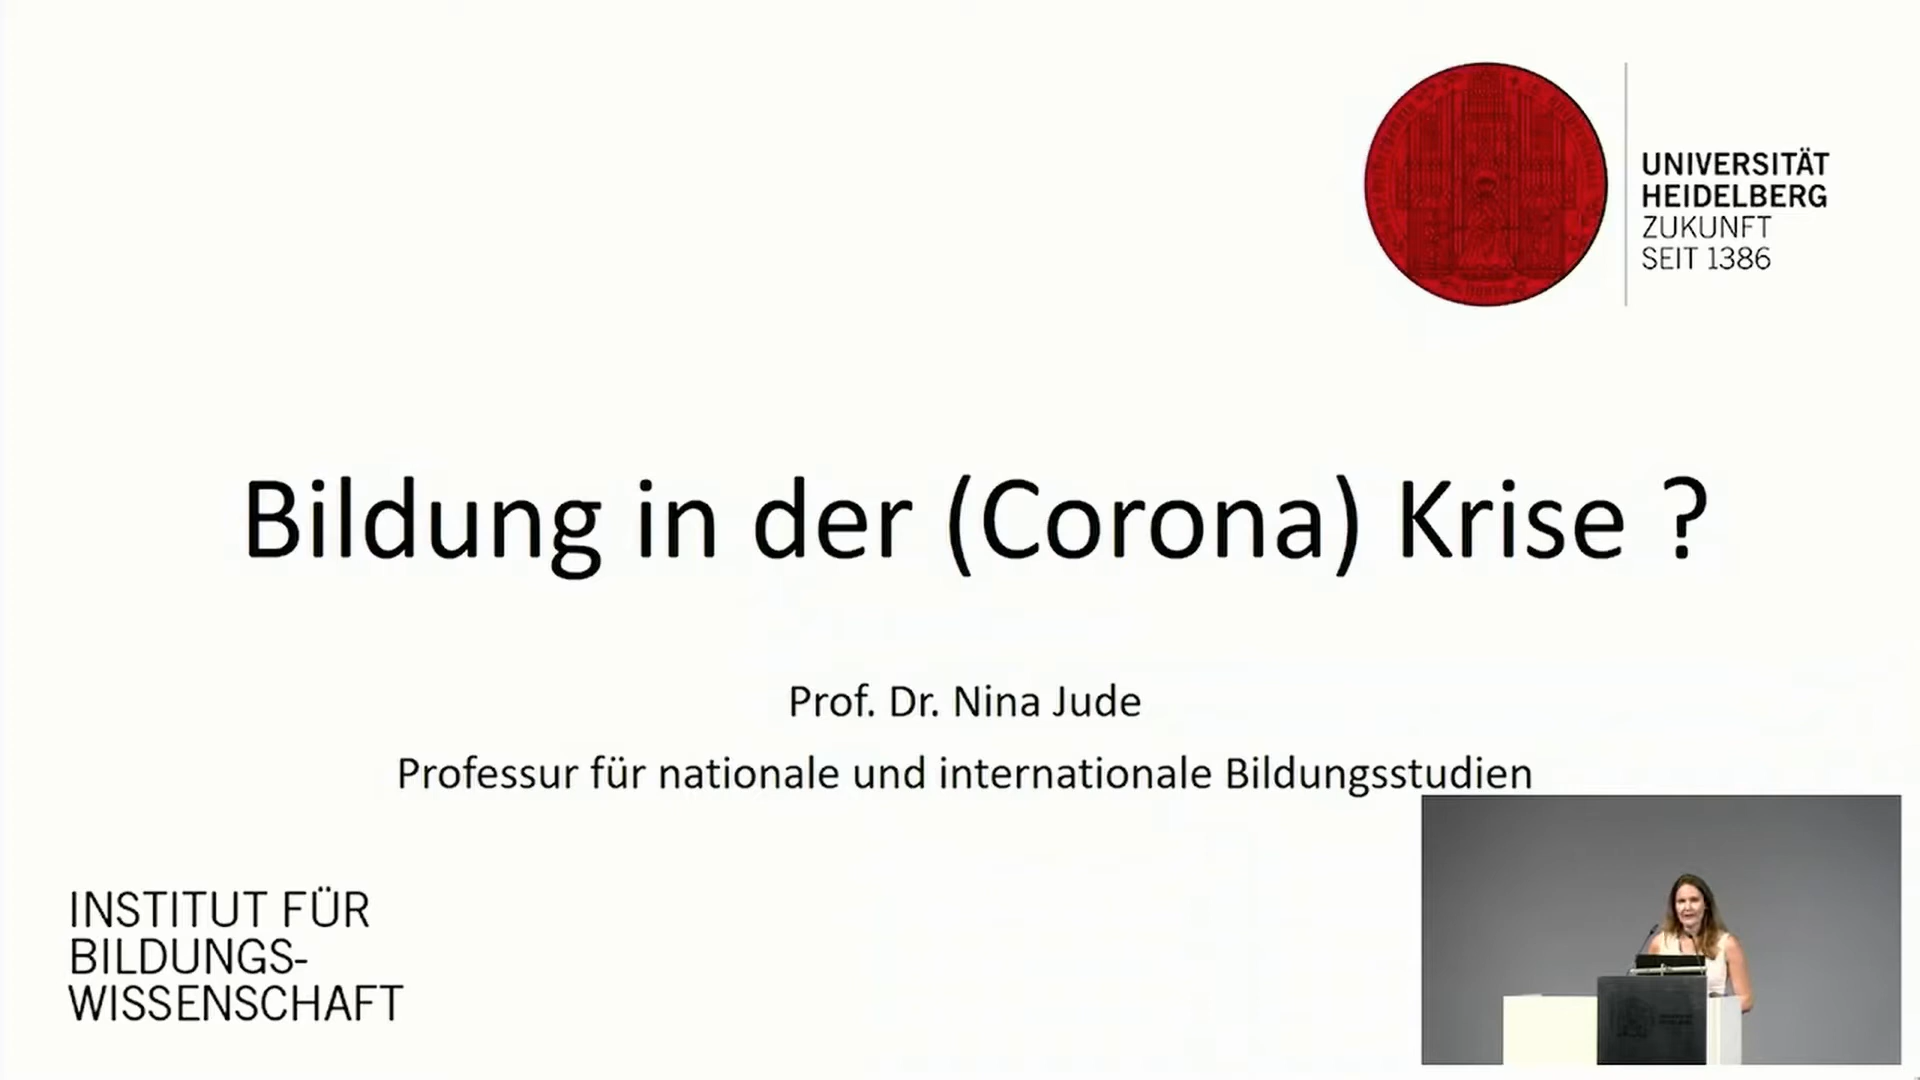 UNIVERSITÄT
HEIDELBERG
ZUKUNFT
SEIT 1386
Bildung in der (Corona) Krise ?
Prof. Dr. Nina Jude
Professur für nationale und internationale Bildungsstudien
INSTITUT FÜR
BILDUNGS-
WISSENSCHAFT